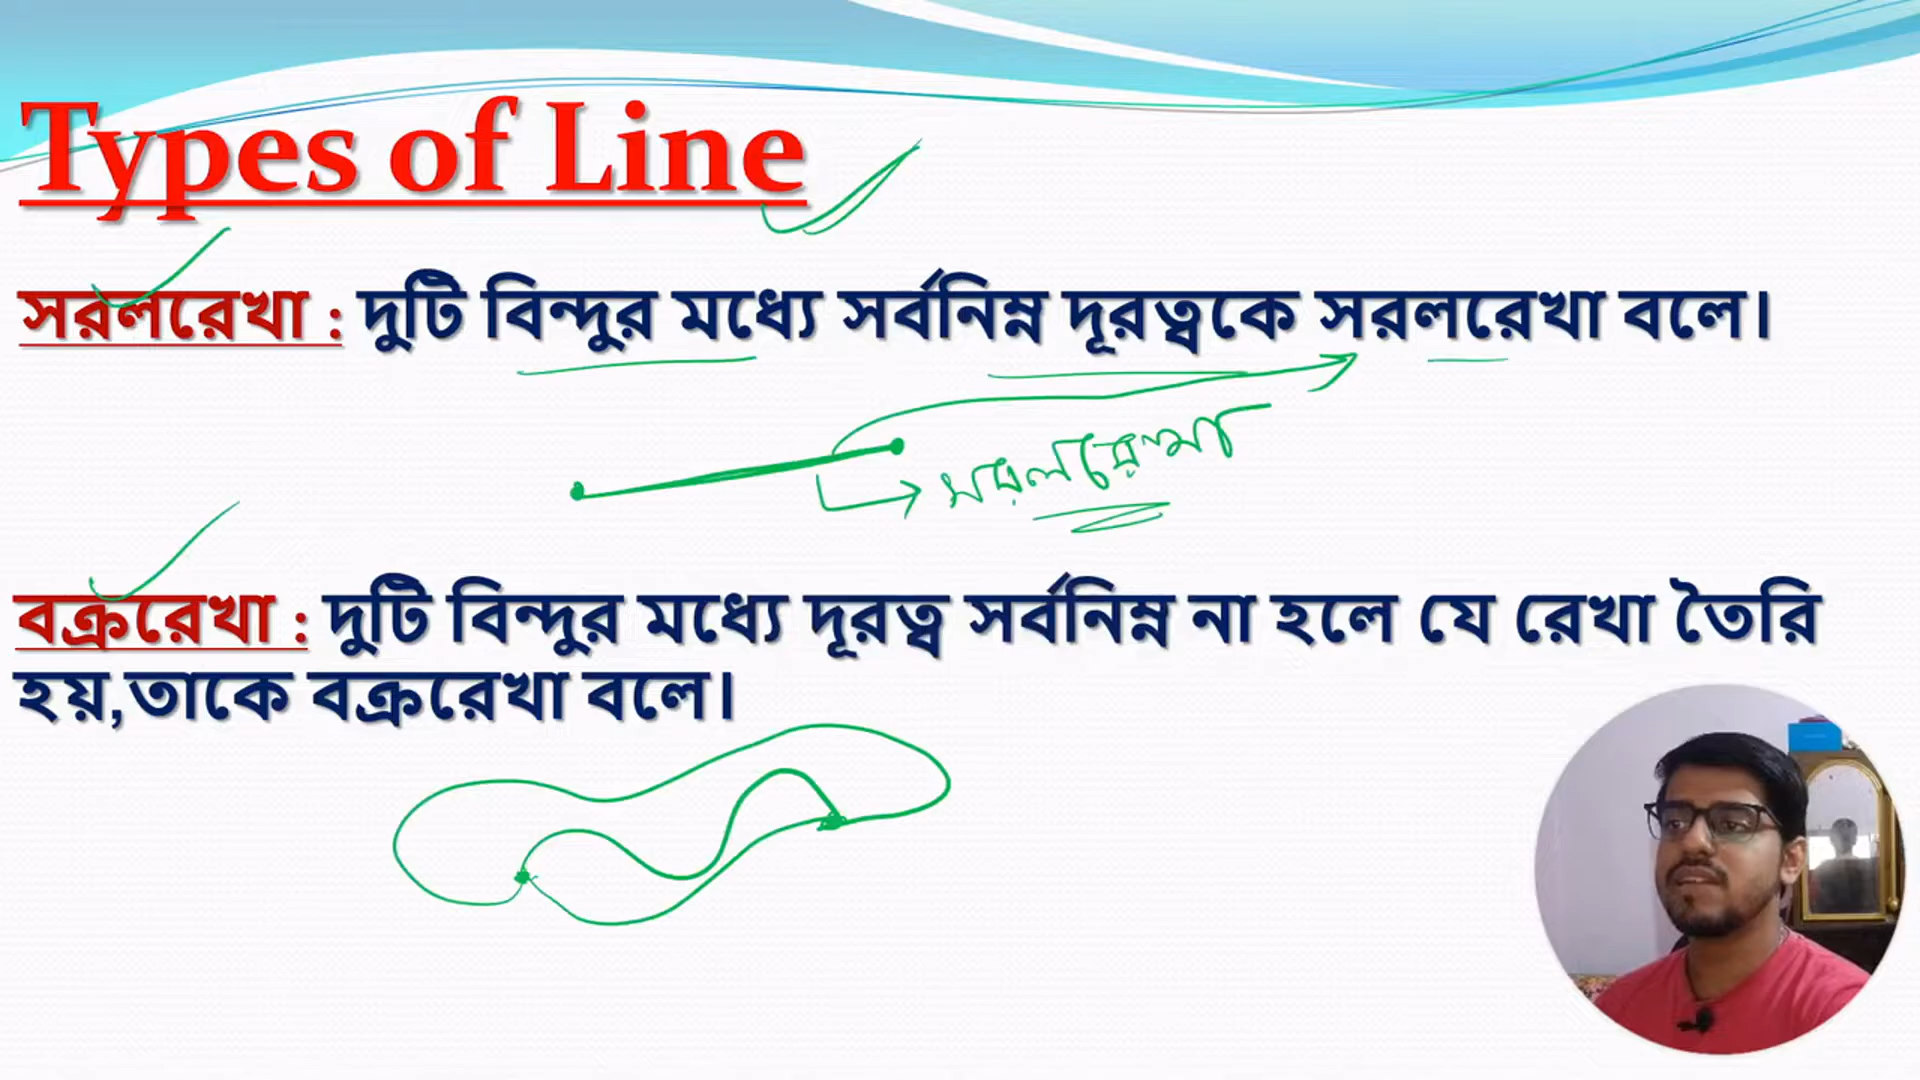 Types of Line
সরলরেখা : দুটি বিন্দুর মধ্যে সর্বনিম্ন দূরত্বকে সরলরেখা বলে।
সরলরেখা
বক্ররেখা : দুটি বিন্দুর মধ্যে দূরত্ব সর্বনিম্ন না হলে যে রেখা তৈরি
হয়,তাকে বক্ররেখা বলে।